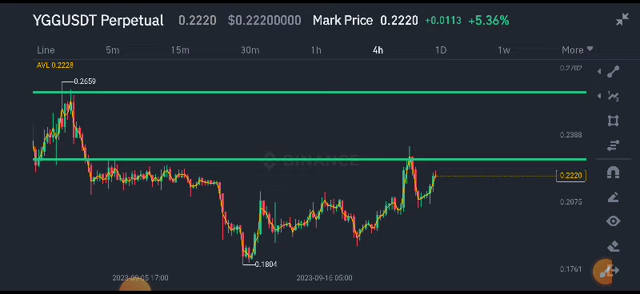 YGGUSDT Perpetual 0.2220 $0.22200000 Mark Price 0.2220 +0.0113 +5.36%
Line 5m 15m 30m 1h 4h 1D 1w More
AVL 0.2228
0.2659
0.2388
BINANCE
0.2220
0.2075
0.1804
0.1761
2023-09-05 17:00 2023-09-16 05:00